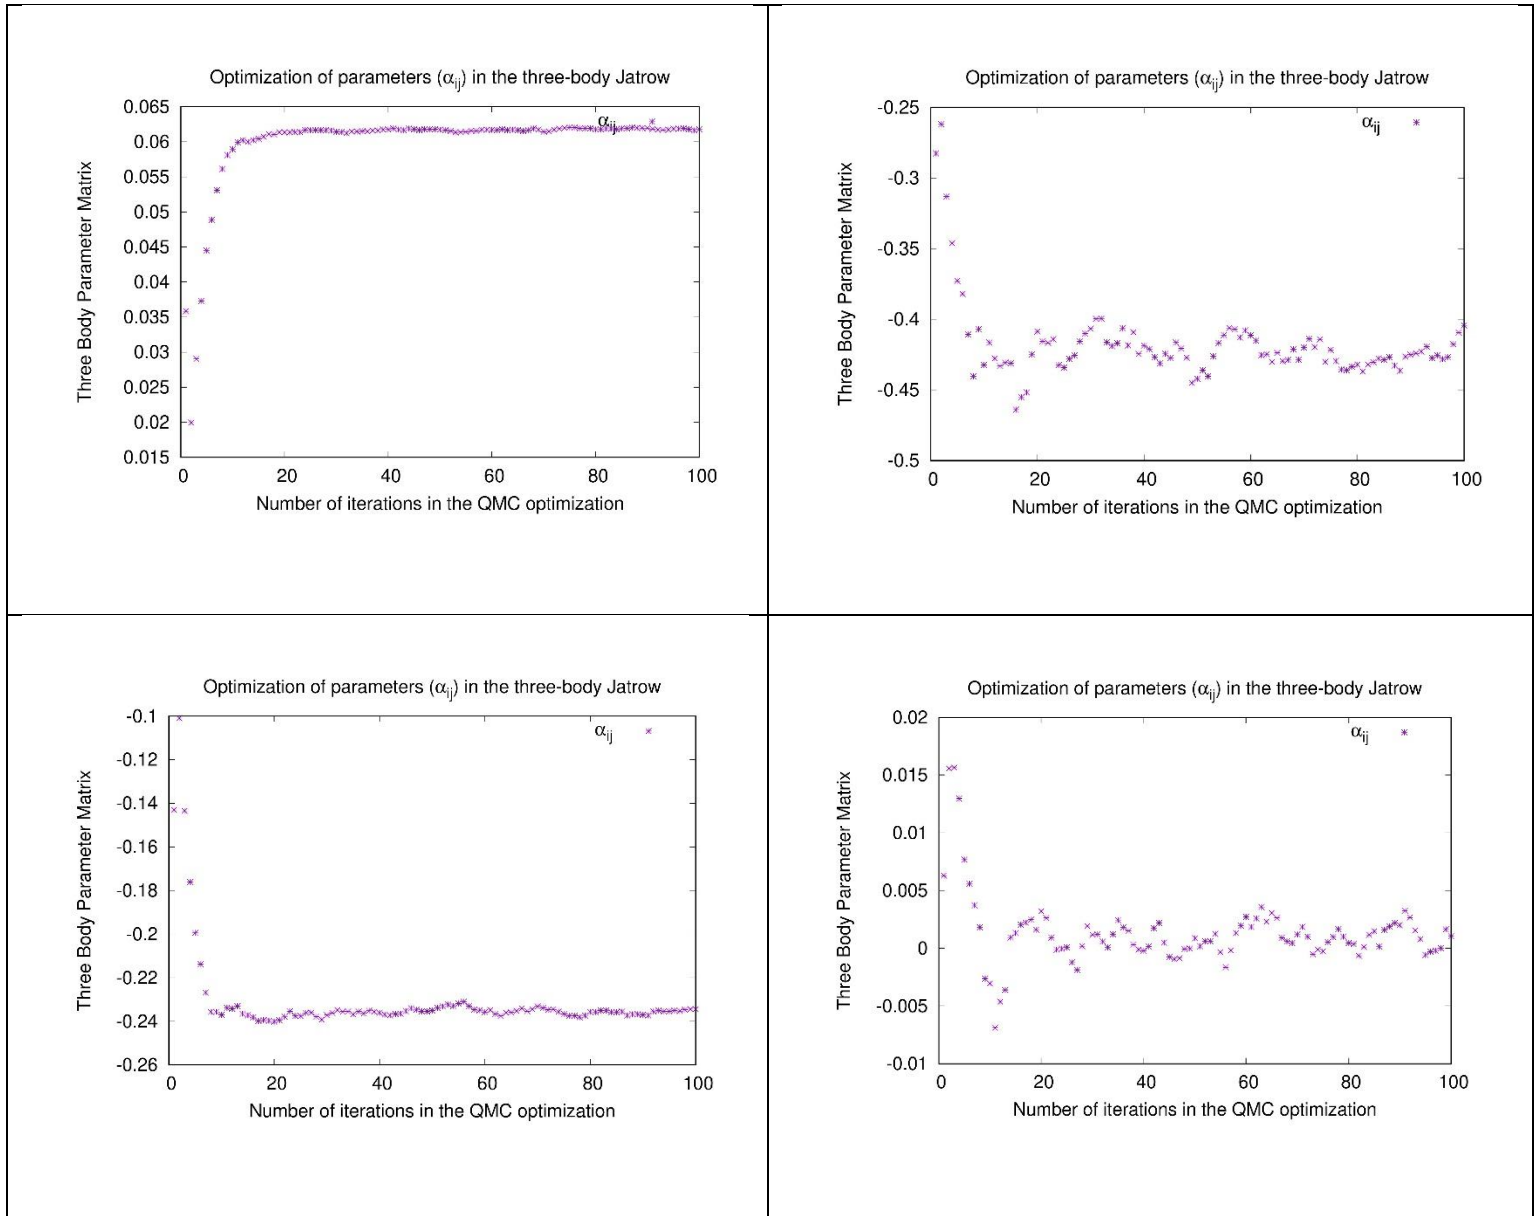 Optimization of parameters (αij) in the three-body Jatrow
0.065
0.06
0.055
0.05
0.045
0.04
0.035
0.03
0.025
0.02
0.015
Three Body Parameter Matrix
αij
0 20 40 60 80 100
Number of iterations in the QMC optimization
Optimization of parameters (αij) in the three-body Jatrow
-0.25
-0.3
-0.35
-0.4
-0.45
-0.5
Three Body Parameter Matrix
αij
0 20 40 60 80 100
Number of iterations in the QMC optimization
Optimization of parameters (αij) in the three-body Jatrow
-0.1
-0.12
-0.14
-0.16
-0.18
-0.2
-0.22
-0.24
-0.26
Three Body Parameter Matrix
αij
0 20 40 60 80 100
Number of iterations in the QMC optimization
Optimization of parameters (αij) in the three-body Jatrow
0.02
0.015
0.01
0.005
0
-0.005
-0.01
Three Body Parameter Matrix
αij
0 20 40 60 80 100
Number of iterations in the QMC optimization